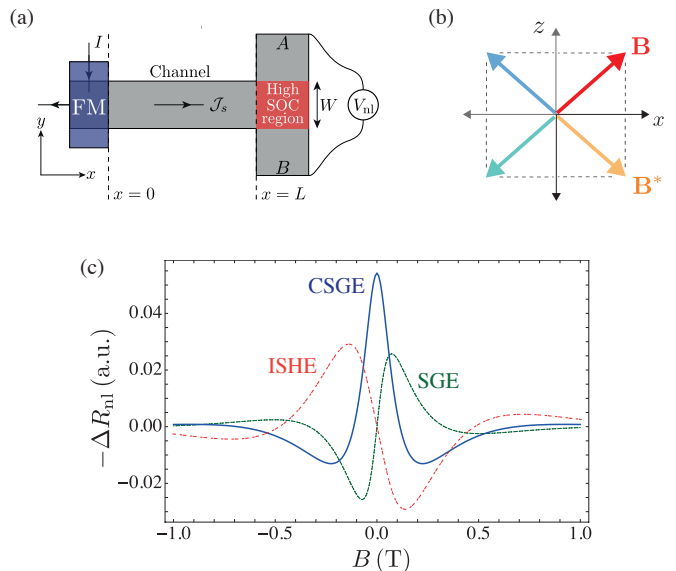 (a)
I
A
Channel
FM
𝒥s
High
SOC
region
W
Vnl
y
x
B
x = 0
x = L
(b)
z
B
x
B*
(c)
CSGE
ISHE
SGE
−ΔRnl (a.u.)
0.04
0.02
0.00
−0.02
−1.0
−0.5
0.0
0.5
1.0
B (T)